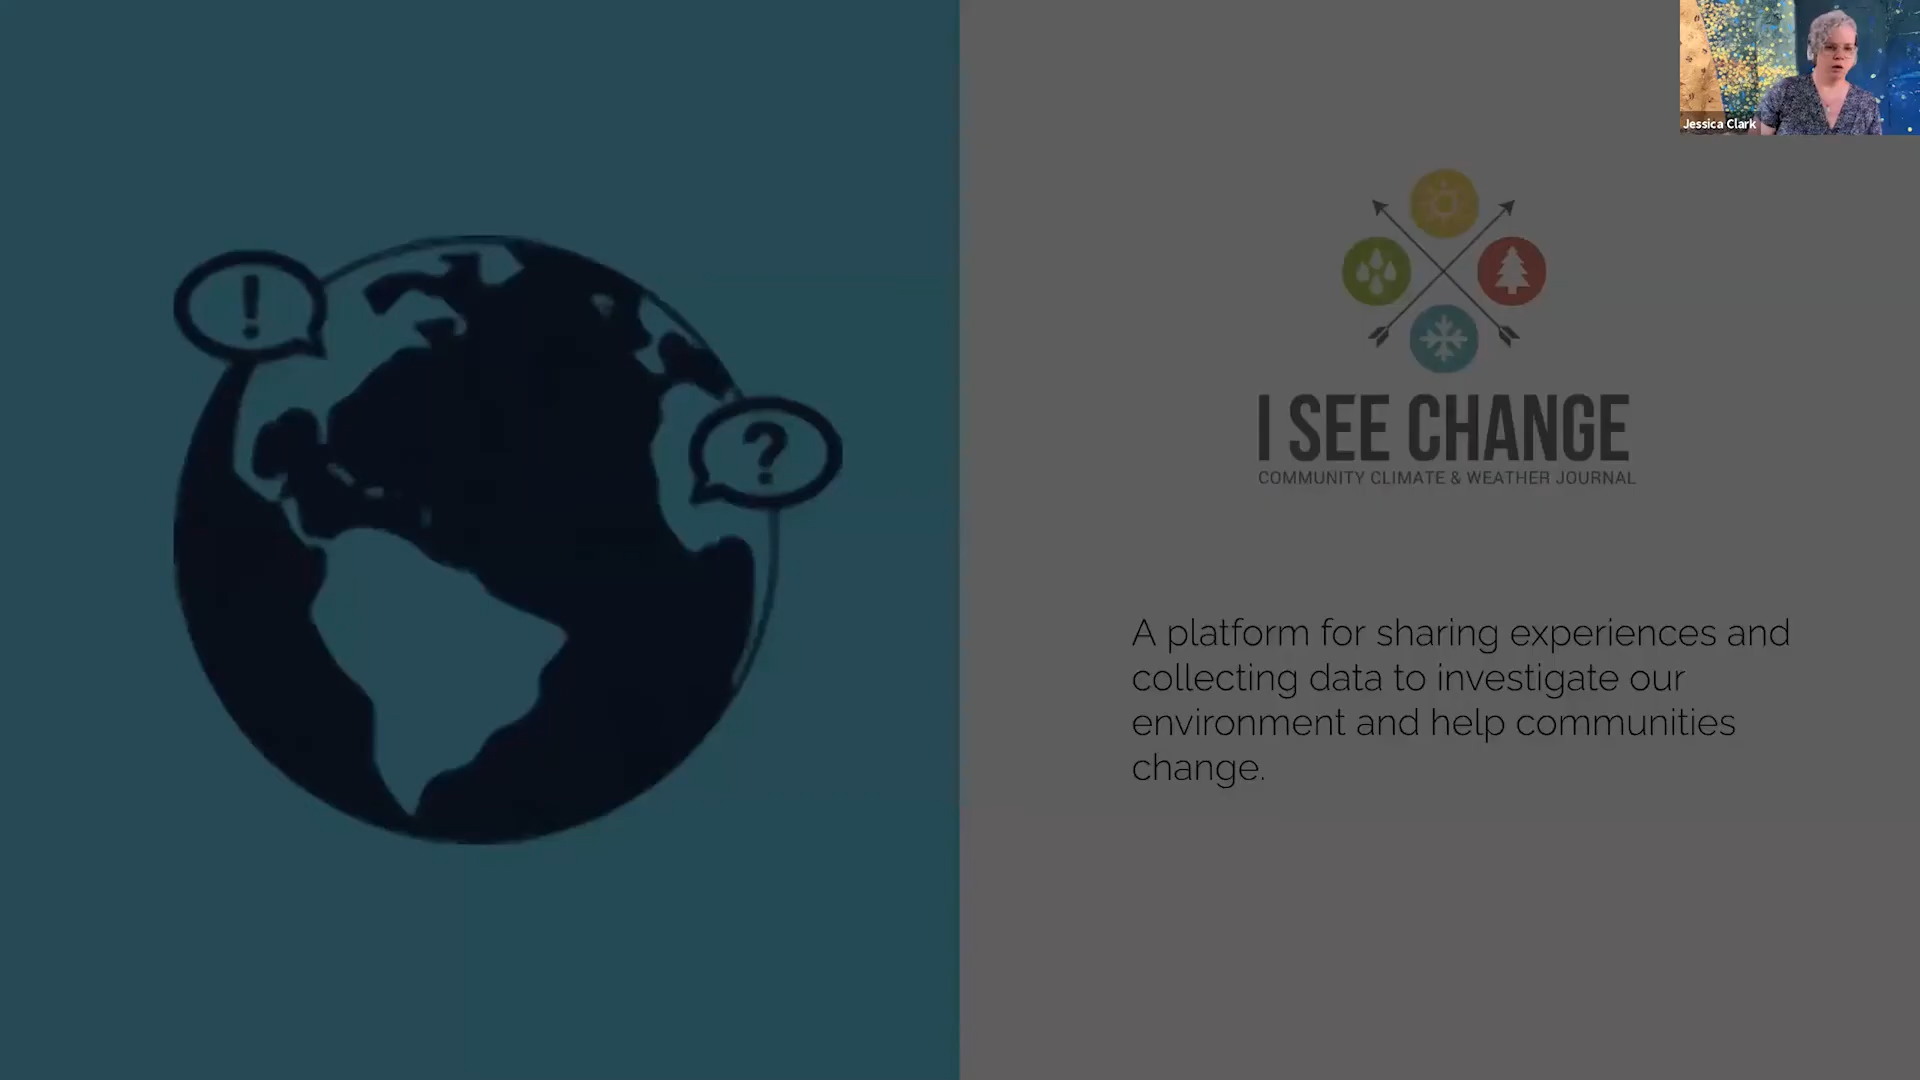 Jessica Clark
!
?
I SEE CHANGE
COMMUNITY CLIMATE & WEATHER JOURNAL
A platform for sharing experiences and
collecting data to investigate our
environment and help communities
change.